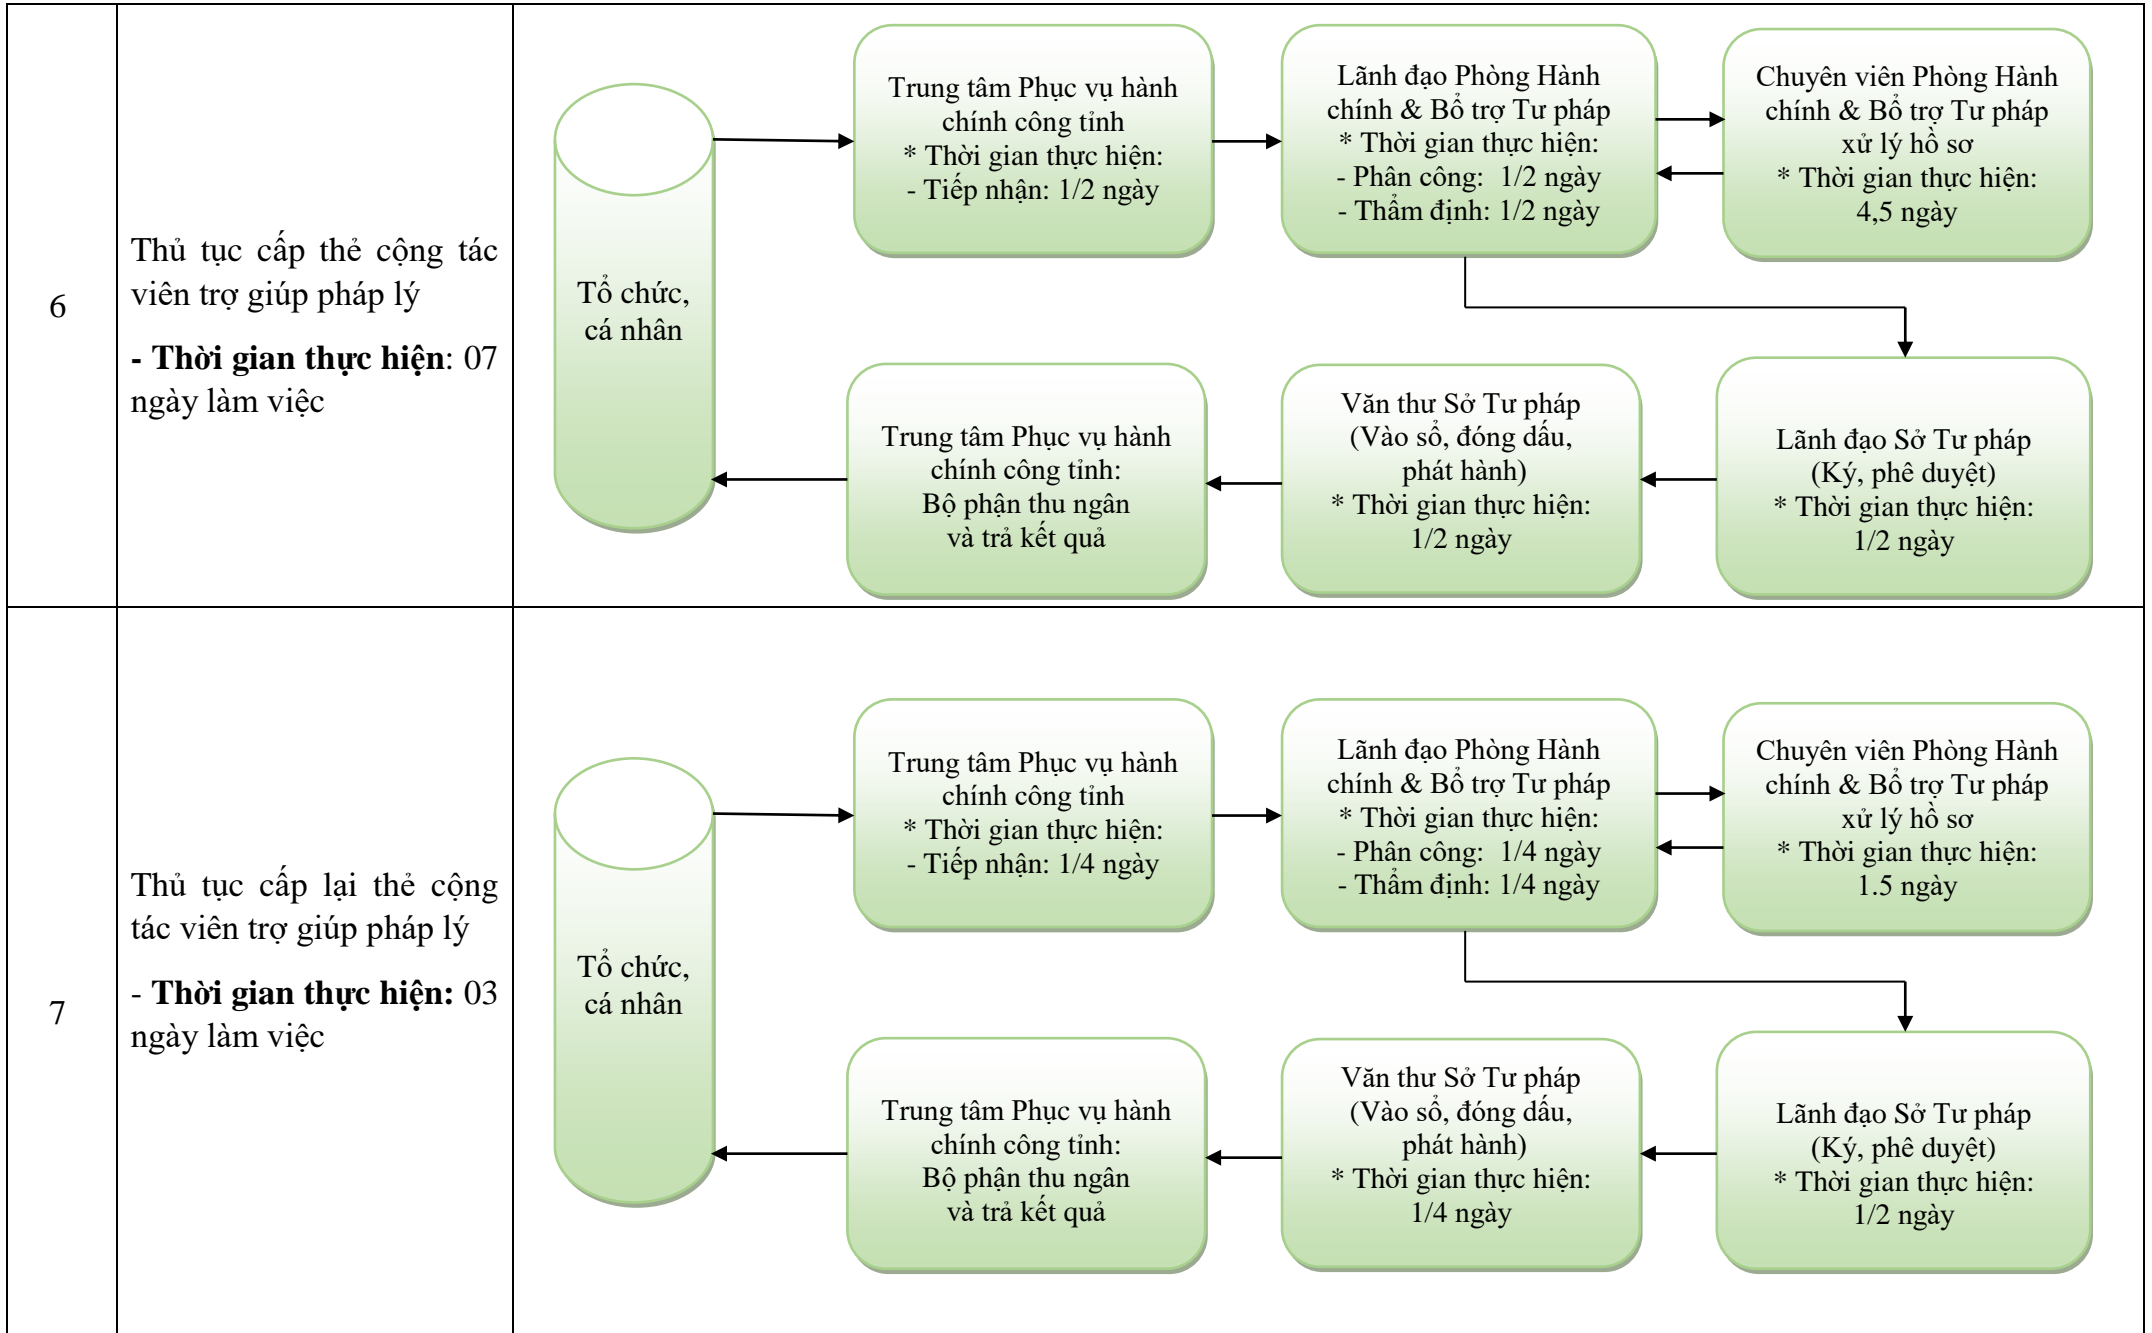 6
Thủ tục cấp thẻ cộng tác
viên trợ giúp pháp lý
- Thời gian thực hiện: 07
ngày làm việc
Tổ chức,
cá nhân
Trung tâm Phục vụ hành
chính công tỉnh
* Thời gian thực hiện:
- Tiếp nhận: 1/2 ngày
Lãnh đạo Phòng Hành
chính & Bổ trợ Tư pháp
* Thời gian thực hiện:
- Phân công: 1/2 ngày
- Thẩm định: 1/2 ngày
Chuyên viên Phòng Hành
chính & Bổ trợ Tư pháp
xử lý hồ sơ
* Thời gian thực hiện:
4,5 ngày
Trung tâm Phục vụ hành
chính công tỉnh:
Bộ phận thu ngân
và trả kết quả
Văn thư Sở Tư pháp
(Vào sổ, đóng dấu,
phát hành)
* Thời gian thực hiện:
1/2 ngày
Lãnh đạo Sở Tư pháp
(Ký, phê duyệt)
* Thời gian thực hiện:
1/2 ngày
7
Thủ tục cấp lại thẻ cộng
tác viên trợ giúp pháp lý
- Thời gian thực hiện: 03
ngày làm việc
Tổ chức,
cá nhân
Trung tâm Phục vụ hành
chính công tỉnh
* Thời gian thực hiện:
- Tiếp nhận: 1/4 ngày
Lãnh đạo Phòng Hành
chính & Bổ trợ Tư pháp
* Thời gian thực hiện:
- Phân công: 1/4 ngày
- Thẩm định: 1/4 ngày
Chuyên viên Phòng Hành
chính & Bổ trợ Tư pháp
xử lý hồ sơ
* Thời gian thực hiện:
1.5 ngày
Trung tâm Phục vụ hành
chính công tỉnh:
Bộ phận thu ngân
và trả kết quả
Văn thư Sở Tư pháp
(Vào sổ, đóng dấu,
phát hành)
* Thời gian thực hiện:
1/4 ngày
Lãnh đạo Sở Tư pháp
(Ký, phê duyệt)
* Thời gian thực hiện:
1/2 ngày